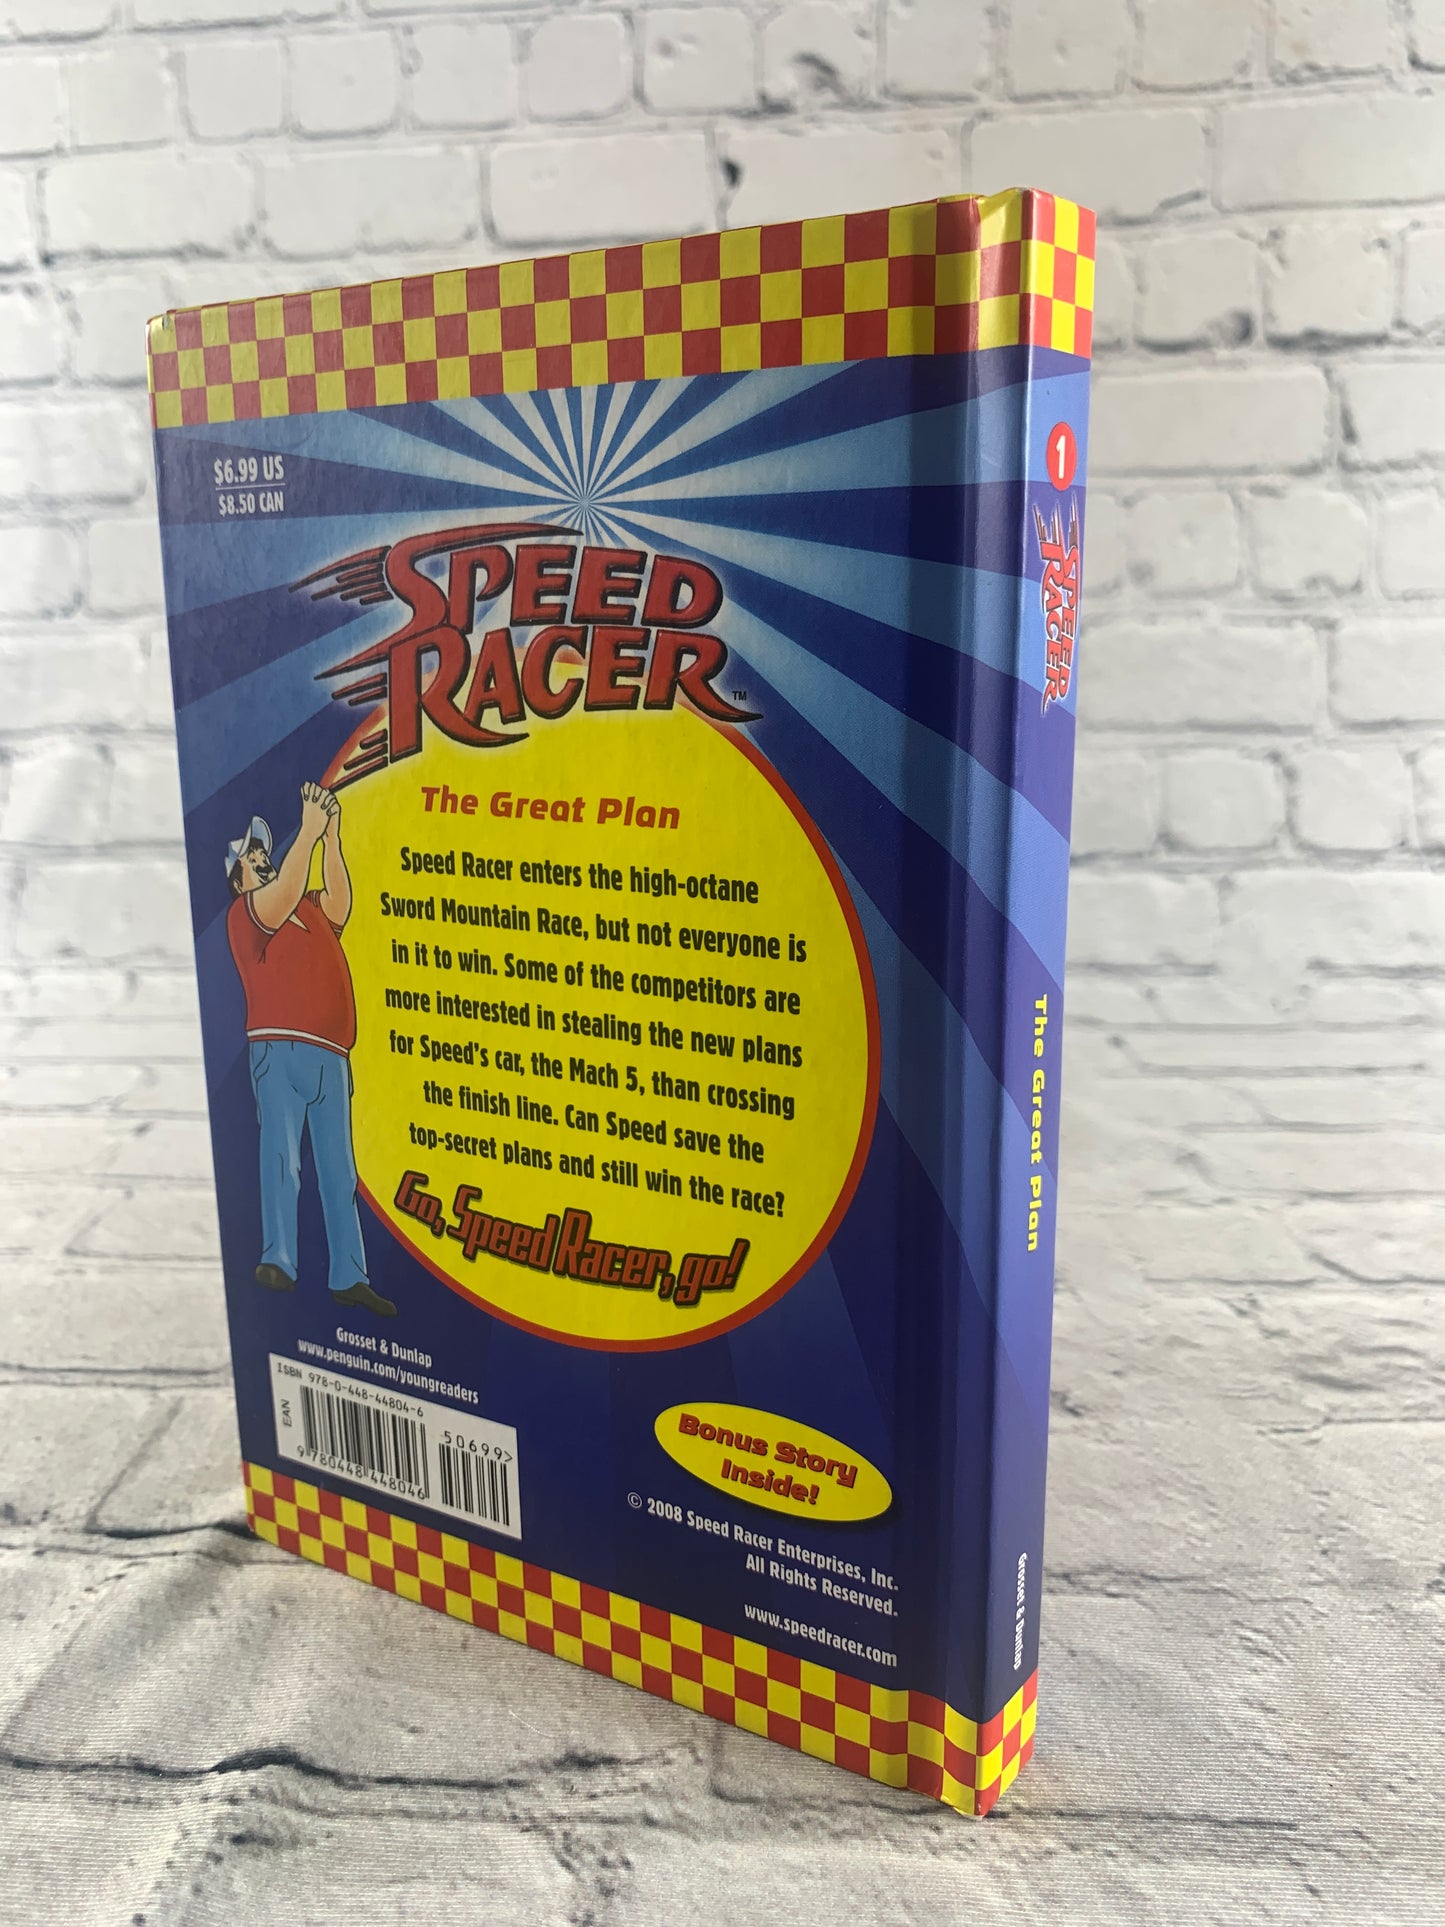 $6.99 US
$8.50 CAN
SPEED
RACER™
The Great Plan
Speed Racer enters the high-octane
Sword Mountain Race, but not everyone is
in it to win. Some of the competitors are
more interested in stealing the new plans
for Speed's car, the Mach 5, than crossing
the finish line. Can Speed save the
top-secret plans and still win the race?
Go, Speed Racer, go!
Grosset & Dunlap
www.penguin.com/youngreaders
ISBN 978-0-448-44804-6
EAN
50699>
9 780448 448046
Bonus Story
Inside!
© 2008 Speed Racer Enterprises, Inc.
All Rights Reserved.
www.speedracer.com
1
SPEED
RACER
The Great Plan
Grosset & Dunlap